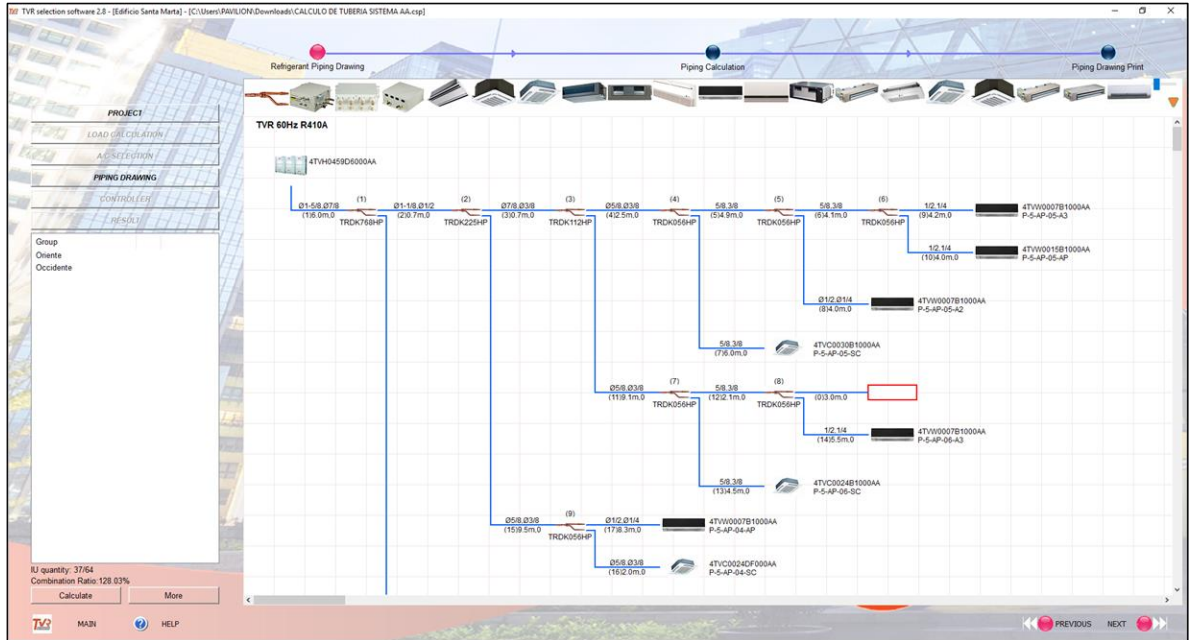 TVR selection software 2.8 - [Edificio Santa Marta] - [C:\Users\PAVILION\Downloads\CALCULO DE TUBERIA SISTEMA AA.csp]
Refrigerant Piping Drawing
Piping Calculation
Piping Drawing Print
PROJECT
LOAD CALCULATION
A/C SELECTION
PIPING DRAWING
CONTROLLER
RESULT
Group
Oriente
Occidente
IU quantity: 37/64
Combination Ratio:128.03%
Calculate
More
TVR
MAIN
HELP
TVR 60Hz R410A
4TVH0459D6000AA
Ø1-5/8,Ø7/8
(1)6.0m,0
(1)
TRDK768HP
Ø1-1/8,Ø1/2
(2)0.7m,0
(2)
TRDK225HP
Ø7/8,Ø3/8
(3)0.7m,0
(3)
TRDK112HP
Ø5/8,Ø3/8
(4)2.5m,0
(4)
TRDK056HP
5/8,3/8
(5)4.9m,0
(5)
TRDK056HP
5/8,3/8
(6)4.1m,0
(6)
TRDK056HP
1/2,1/4
(9)4.2m,0
4TVW0007B1000AA
P-5-AP-05-A3
1/2,1/4
(10)4.0m,0
4TVW0015B1000AA
P-5-AP-05-AP
Ø1/2,Ø1/4
(8)4.0m,0
4TVW0007B1000AA
P-5-AP-05-A2
5/8,3/8
(7)6.0m,0
4TVC0030B1000AA
P-5-AP-05-SC
Ø5/8,Ø3/8
(11)9.1m,0
(7)
TRDK056HP
5/8,3/8
(12)2.1m,0
(8)
TRDK056HP
(0)3.0m,0
1/2,1/4
(14)5.5m,0
4TVW0007B1000AA
P-5-AP-06-A3
5/8,3/8
(13)4.5m,0
4TVC0024B1000AA
P-5-AP-06-SC
Ø5/8,Ø3/8
(15)9.5m,0
(9)
TRDK056HP
Ø1/2,Ø1/4
(17)8.3m,0
4TVW0007B1000AA
P-5-AP-04-AP
Ø5/8,Ø3/8
(16)2.0m,0
4TVC0024DF000AA
P-5-AP-04-SC
PREVIOUS
NEXT